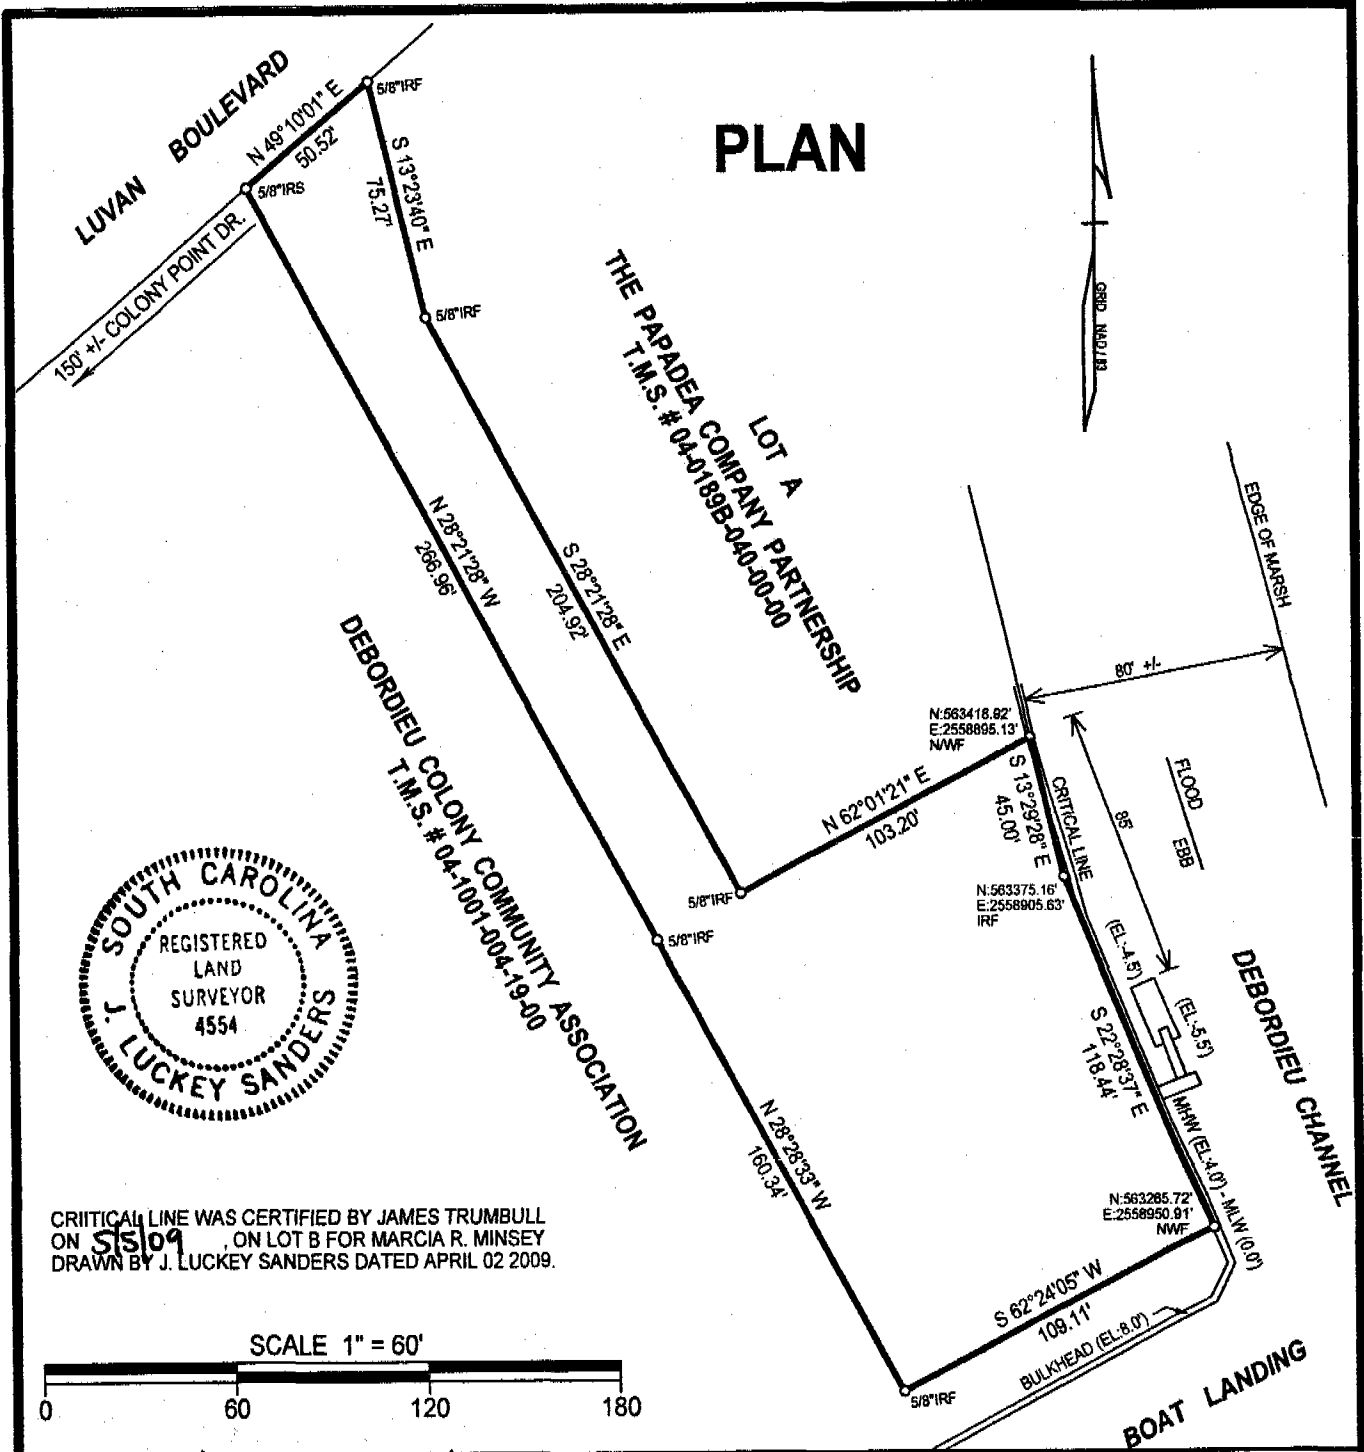 PLAN
LUVAN BOULEVARD
N 49°10'01" E
50.52'
5/8"IRF
5/8"IRS
150' +/- COLONY POINT DR.
S 13°23'40" E
75.27'
5/8"IRF
GRID NAD/83
LOT A
THE PAPADEA COMPANY PARTNERSHIP
T.M.S. # 04-0189B-040-00-00
EDGE OF MARSH
N 28°21'28" W
266.96'
S 28°21'28" E
204.92'
80' +/-
DEBORDIEU COLONY COMMUNITY ASSOCIATION
T.M.S. # 04-1001-004-19-00
N:563418.92'
E:2558895.13'
N/WF
N 62°01'21" E
103.20'
S 13°29'28" E
45.00'
CRITICAL LINE
85'
FLOOD
EBB
5/8"IRF
5/8"IRF
N:563375.16'
E:2558905.63'
IRF
(EL:-4.5')
(EL:-5.5')
DEBORDIEU CHANNEL
S 22°28'37" E
118.44'
MHW (EL:4.0') - MLW (0.0')
SOUTH CAROLINA
REGISTERED
LAND
SURVEYOR
4554
J. LUCKEY SANDERS
N 28°28'33" W
160.34'
N:563265.72'
E:2558950.91'
NWF
S 62°24'05" W
109.11'
BULKHEAD (EL:8.0')
5/8"IRF
BOAT LANDING
CRIITICAL LINE WAS CERTIFIED BY JAMES TRUMBULL
ON 5/5/09 , ON LOT B FOR MARCIA R. MINSEY
DRAWN BY J. LUCKEY SANDERS DATED APRIL 02 2009.
SCALE 1" = 60'
0 60 120 180